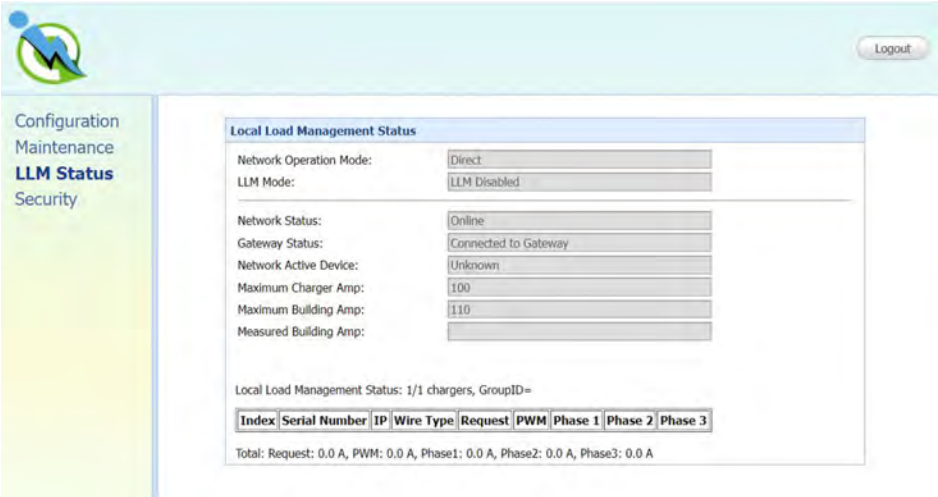 Logout
Configuration
Maintenance
LLM Status
Security
Local Load Management Status
Network Operation Mode: Direct
LLM Mode: LLM Disabled
Network Status: Online
Gateway Status: Connected to Gateway
Network Active Device: Unknown
Maximum Charger Amp: 100
Maximum Building Amp: 110
Measured Building Amp:
Local Load Management Status: 1/1 chargers, GroupID=
Index Serial Number IP Wire Type Request PWM Phase 1 Phase 2 Phase 3
Total: Request: 0.0 A, PWM: 0.0 A, Phase1: 0.0 A, Phase2: 0.0 A, Phase3: 0.0 A